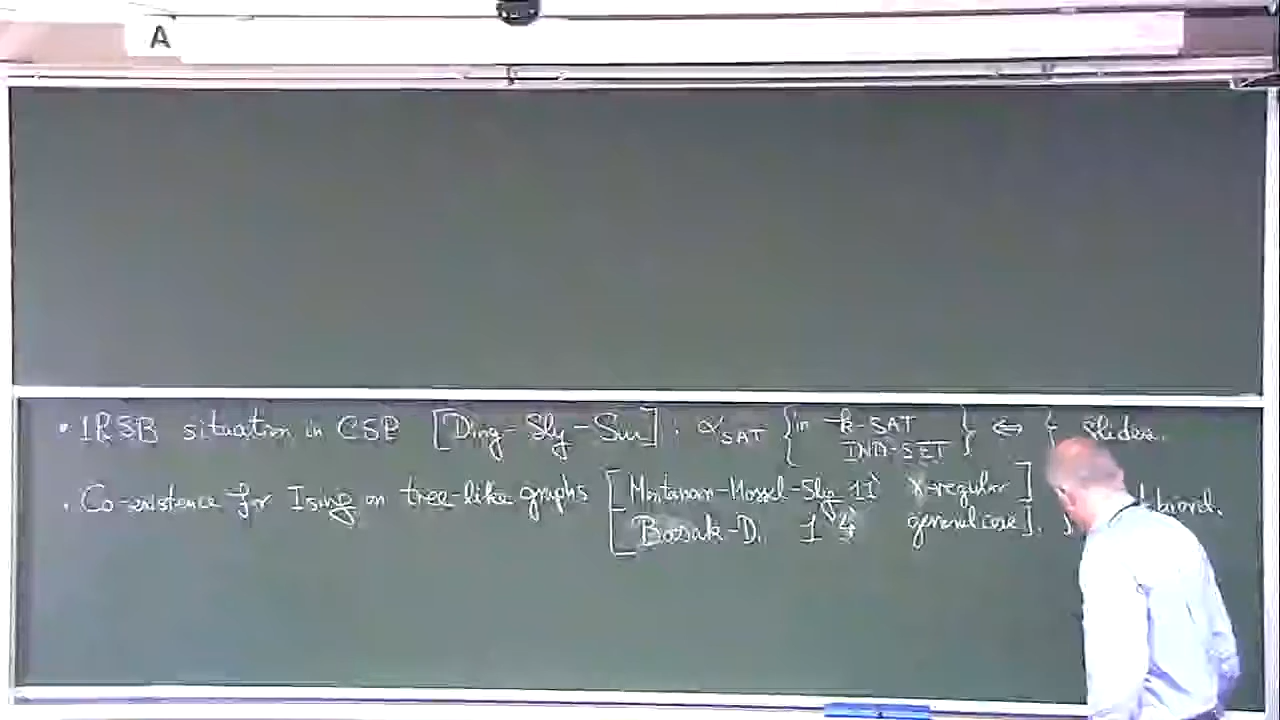 A
• 1RSB situation in CSP [Ding-Sly-Sun]. α_SAT { in k-SAT } ⇔ { slides.
IND-SET
• Co-existence for Ising on tree-like graphs [Montanari-Mossel-Sly 11 γ-regular]
Basak-D. 14 general case].